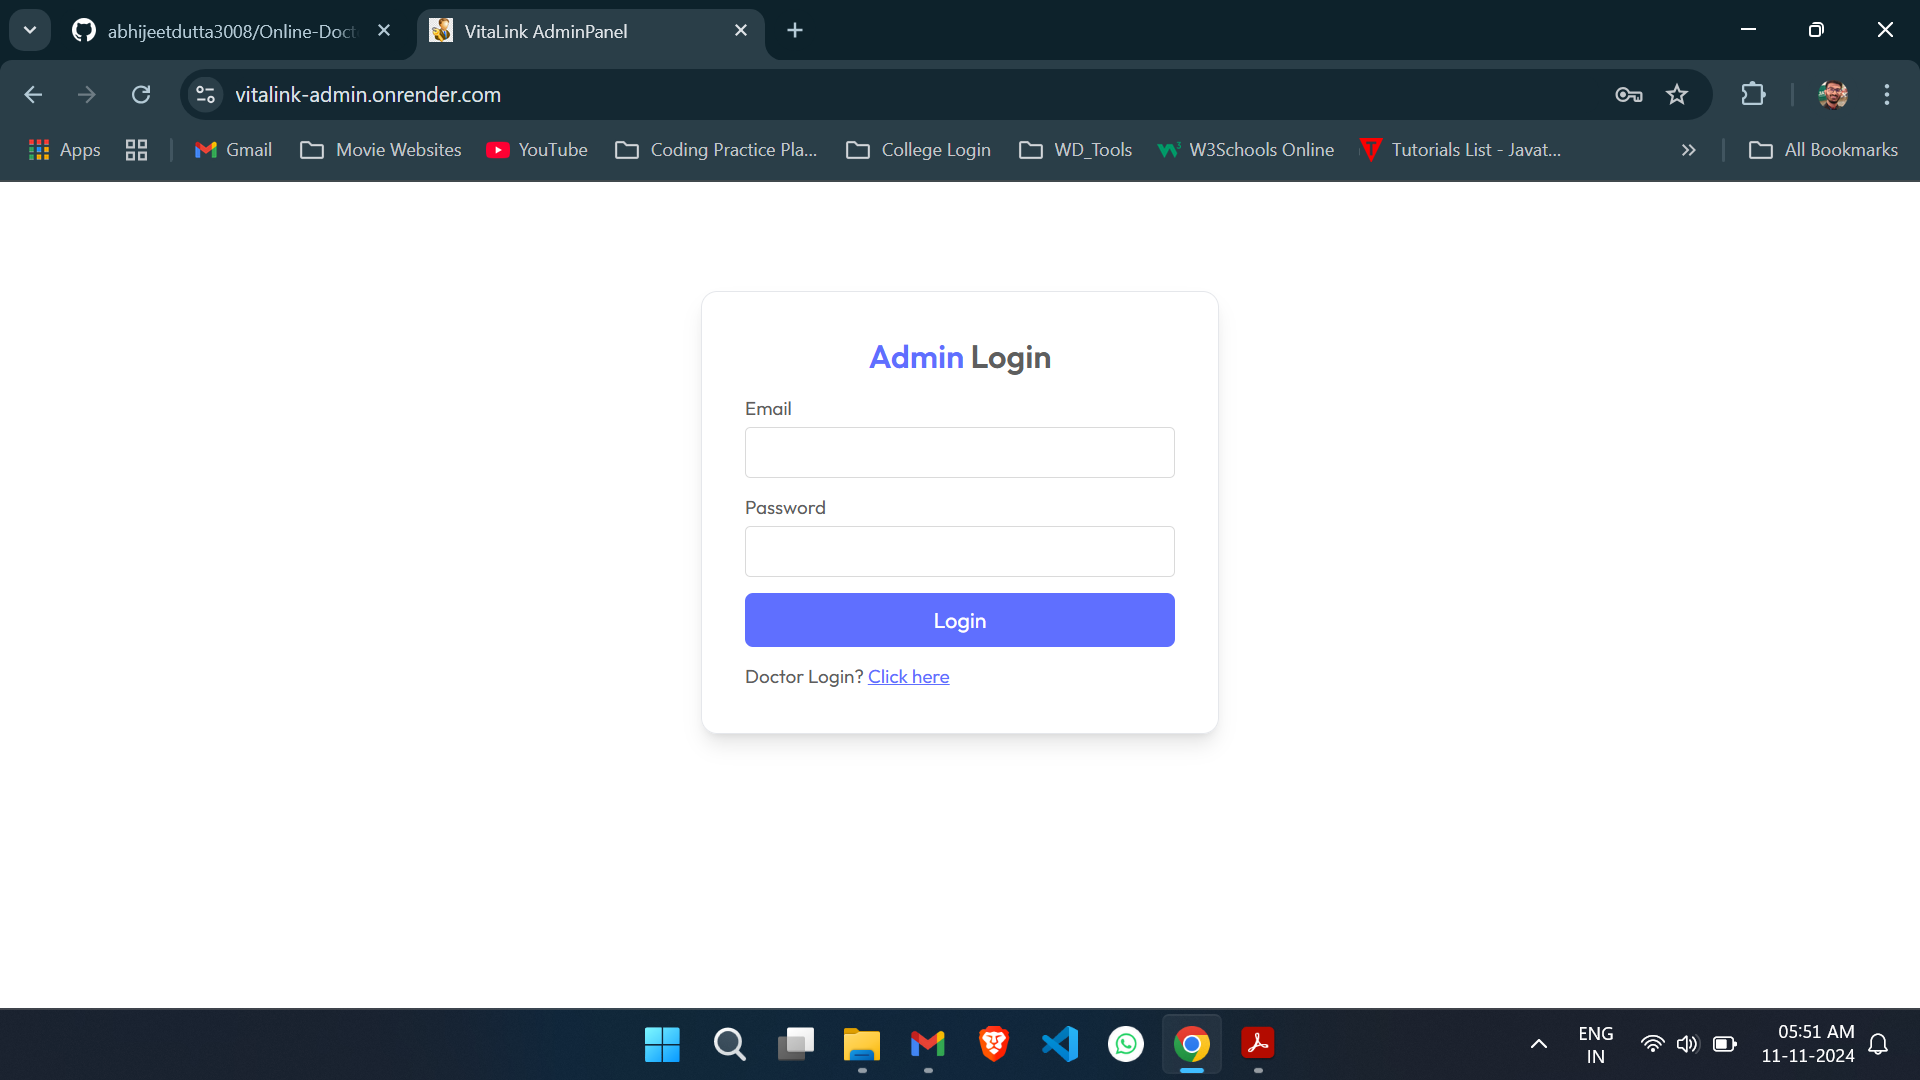 abhijeetdutta3008/Online-Doct
VitaLink AdminPanel
vitalink-admin.onrender.com
Apps
Gmail
Movie Websites
YouTube
Coding Practice Pla...
College Login
WD_Tools
W3Schools Online
Tutorials List - Javat...
All Bookmarks
Admin Login
Email
Password
Login
Doctor Login? Click here
ENG
IN
05:51 AM
11-11-2024